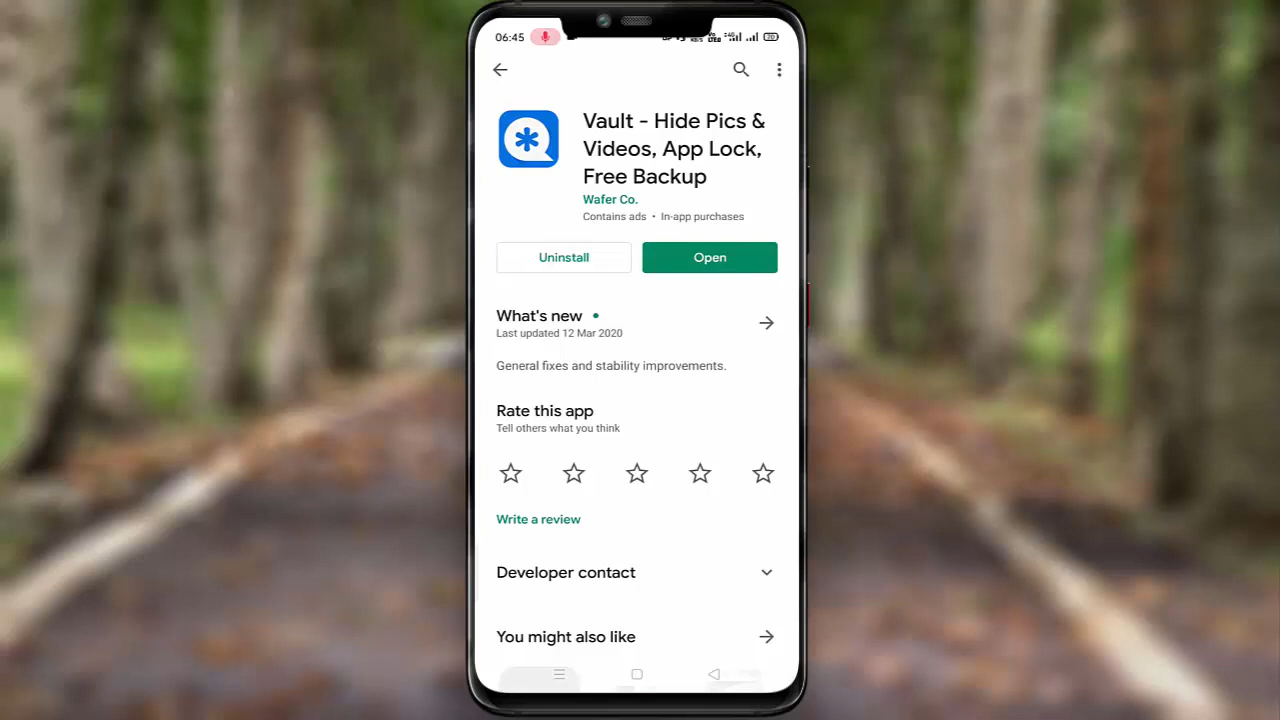 06:45
Vault - Hide Pics &
Videos, App Lock,
Free Backup
Wafer Co.
Contains ads • In-app purchases
Uninstall
Open
What's new •
Last updated 12 Mar 2020
General fixes and stability improvements.
Rate this app
Tell others what you think
Write a review
Developer contact
You might also like